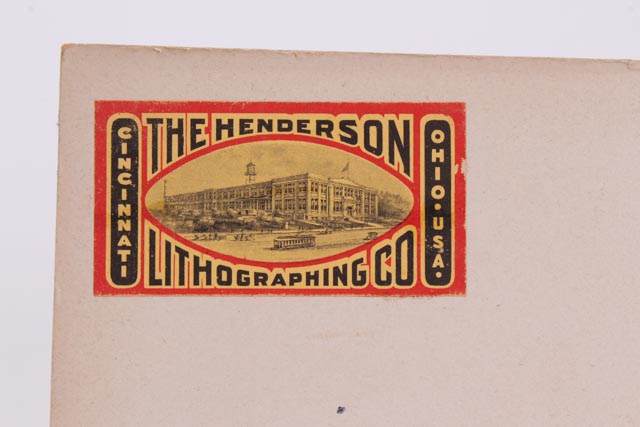 THE HENDERSON
CINCINNATI
OHIO • U.S.A.•
LITHOGRAPHING CO